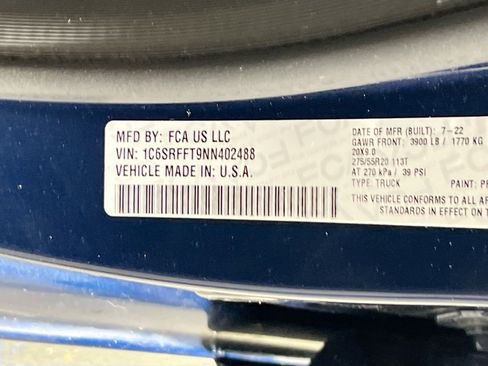 MFD BY: FCA US LLC
VIN: 1C6SRFFT9NN402488
VEHICLE MADE IN: U.S.A.
DATE OF MFR (BUILT): 7-22
GAWR FRONT: 3900 LB / 1770 KG
20X9.0
275/55R20 113T
AT 270 kPa / 39 PSI
TYPE: TRUCK PAINT:
THIS VEHICLE CONFORMS TO ALL APPLICABLE
STANDARDS IN EFFECT ON